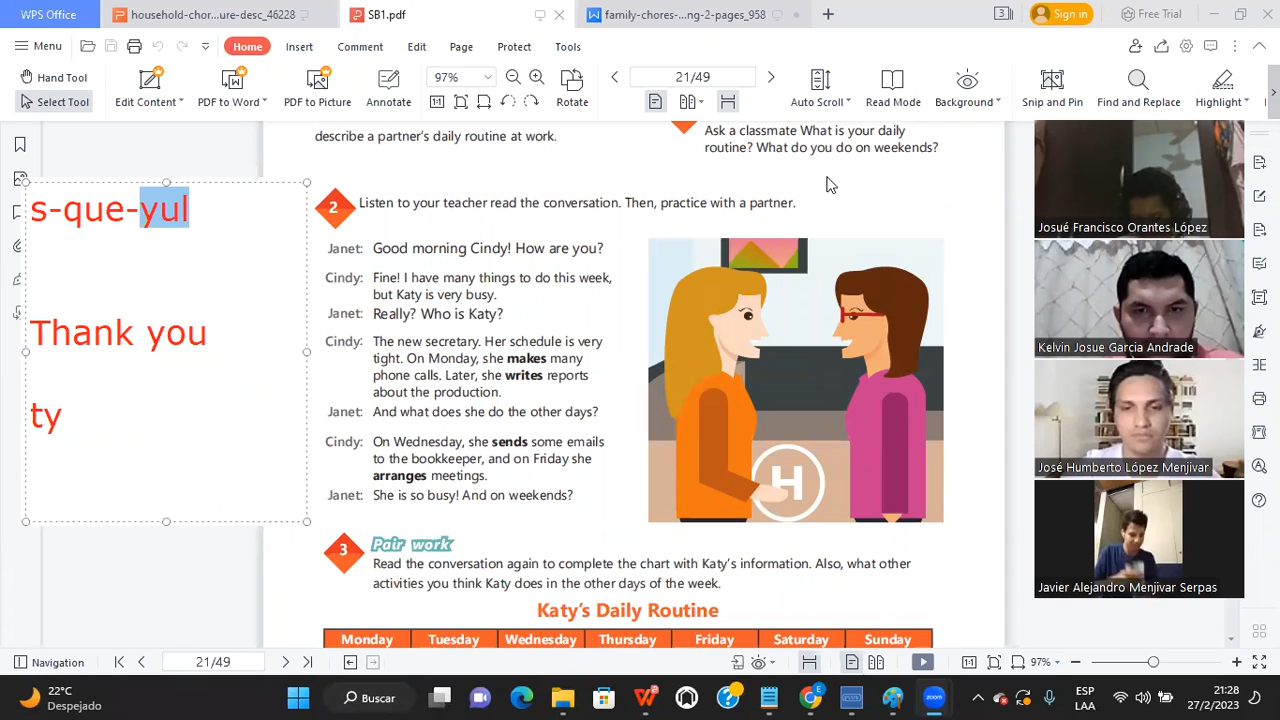 WPS Office
household-chor...ure-desc_46228
SB1.pdf
family-chores-...ng-2-pages_958
Sign in
Free Trial
Menu
Home
Insert
Comment
Edit
Page
Protect
Tools
Hand Tool
Select Tool
Edit Content
PDF to Word
PDF to Picture
Annotate
97%
Rotate
21/49
Auto Scroll
Read Mode
Background
Snip and Pin
Find and Replace
Highlight
describe a partner's daily routine at work.
Ask a classmate What is your daily
routine? What do you do on weekends?
s-que-yul
Thank you
ty
2
Listen to your teacher read the conversation. Then, practice with a partner.
Janet: Good morning Cindy! How are you?
Cindy: Fine! I have many things to do this week,
but Katy is very busy.
Janet: Really? Who is Katy?
Cindy: The new secretary. Her schedule is very
tight. On Monday, she makes many
phone calls. Later, she writes reports
about the production.
Janet: And what does she do the other days?
Cindy: On Wednesday, she sends some emails
to the bookkeeper, and on Friday she
arranges meetings.
Janet: She is so busy! And on weekends?
H
3
Pair work
Read the conversation again to complete the chart with Katy's information. Also, what other
activities you think Katy does in the other days of the week.
Katy's Daily Routine
Monday Tuesday Wednesday Thursday Friday Saturday Sunday
Josué Francisco Orantes López
Kelvin Josue Garcia Andrade
José Humberto López Menjivar
Javier Alejandro Menjivar Serpas
Navigation
21/49
97%
22°C
Despejado
Buscar
ESP
LAA
21:28
27/2/2023